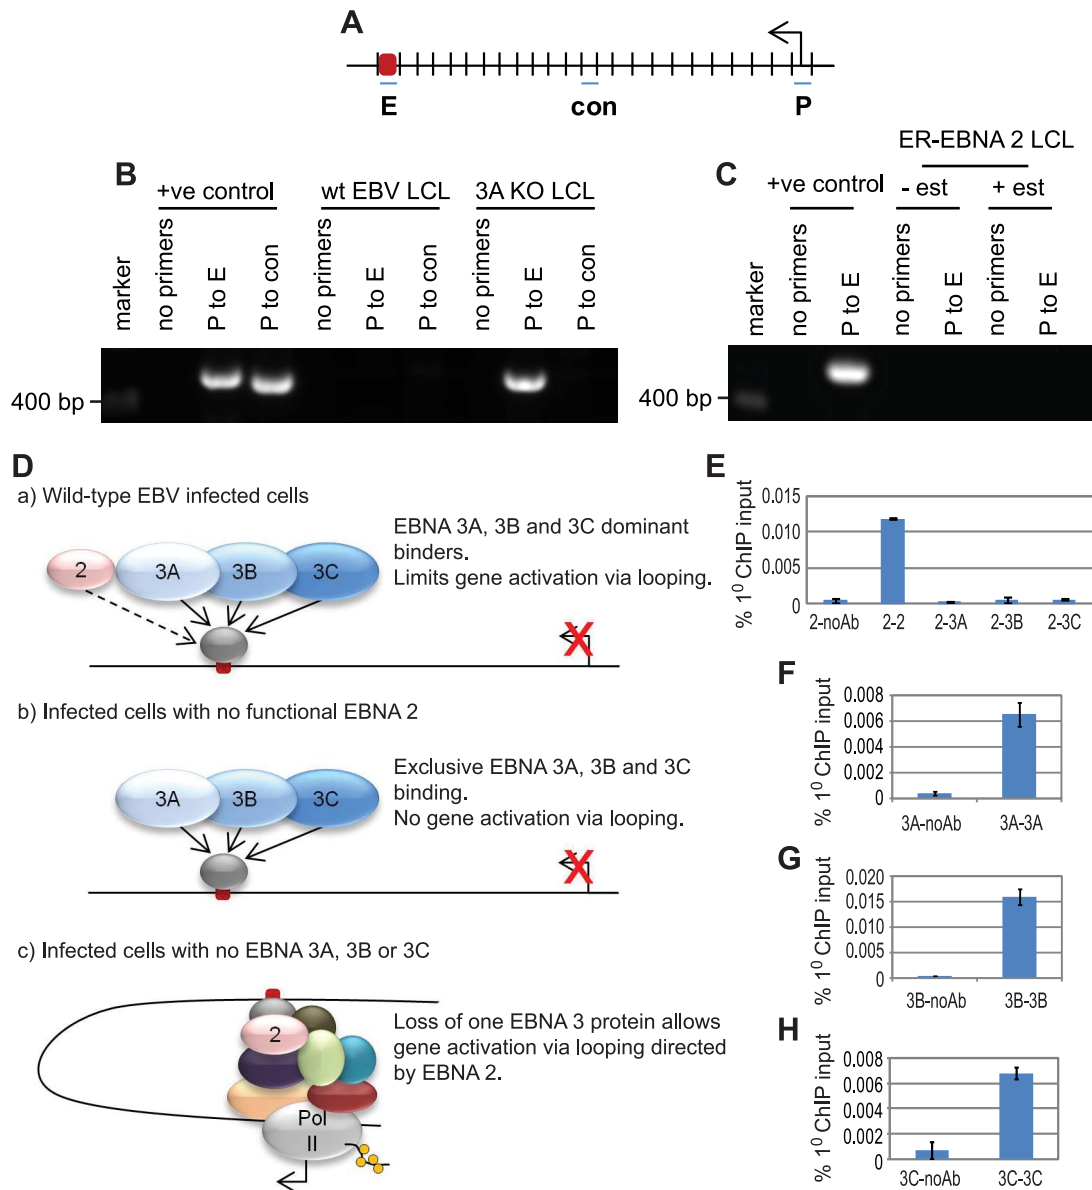 A
E con P
B
+ve control wt EBV LCL 3A KO LCL
marker
no primers
P to E
P to con
no primers
P to E
P to con
no primers
P to E
P to con
400 bp
C
ER-EBNA 2 LCL
+ve control - est + est
marker
no primers
P to E
no primers
P to E
no primers
P to E
400 bp
D
a) Wild-type EBV infected cells
2 3A 3B 3C
EBNA 3A, 3B and 3C dominant
binders.
Limits gene activation via looping.
X
b) Infected cells with no functional EBNA 2
3A 3B 3C
Exclusive EBNA 3A, 3B and 3C
binding.
No gene activation via looping.
X
c) Infected cells with no EBNA 3A, 3B or 3C
2
Pol
II
Loss of one EBNA 3 protein allows
gene activation via looping directed
by EBNA 2.
E
% 1⁰ ChIP input
0.015
0.010
0.005
0
2-noAb 2-2 2-3A 2-3B 2-3C
F
% 1⁰ ChIP input
0.008
0.006
0.004
0.002
0
3A-noAb 3A-3A
G
% 1⁰ ChIP input
0.020
0.015
0.010
0.005
0
3B-noAb 3B-3B
H
% 1⁰ ChIP input
0.008
0.006
0.004
0.002
0
3C-noAb 3C-3C